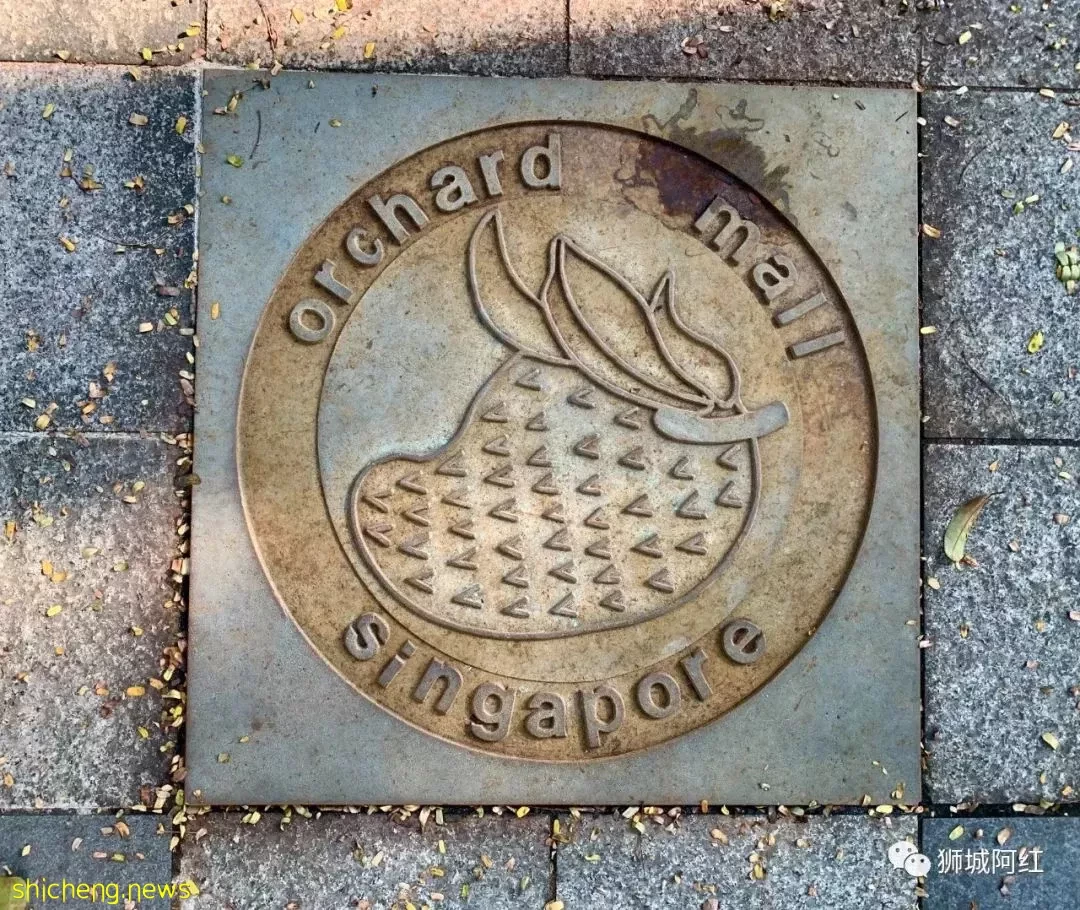 orchard mall
singapore
狮城阿红
shicheng.news